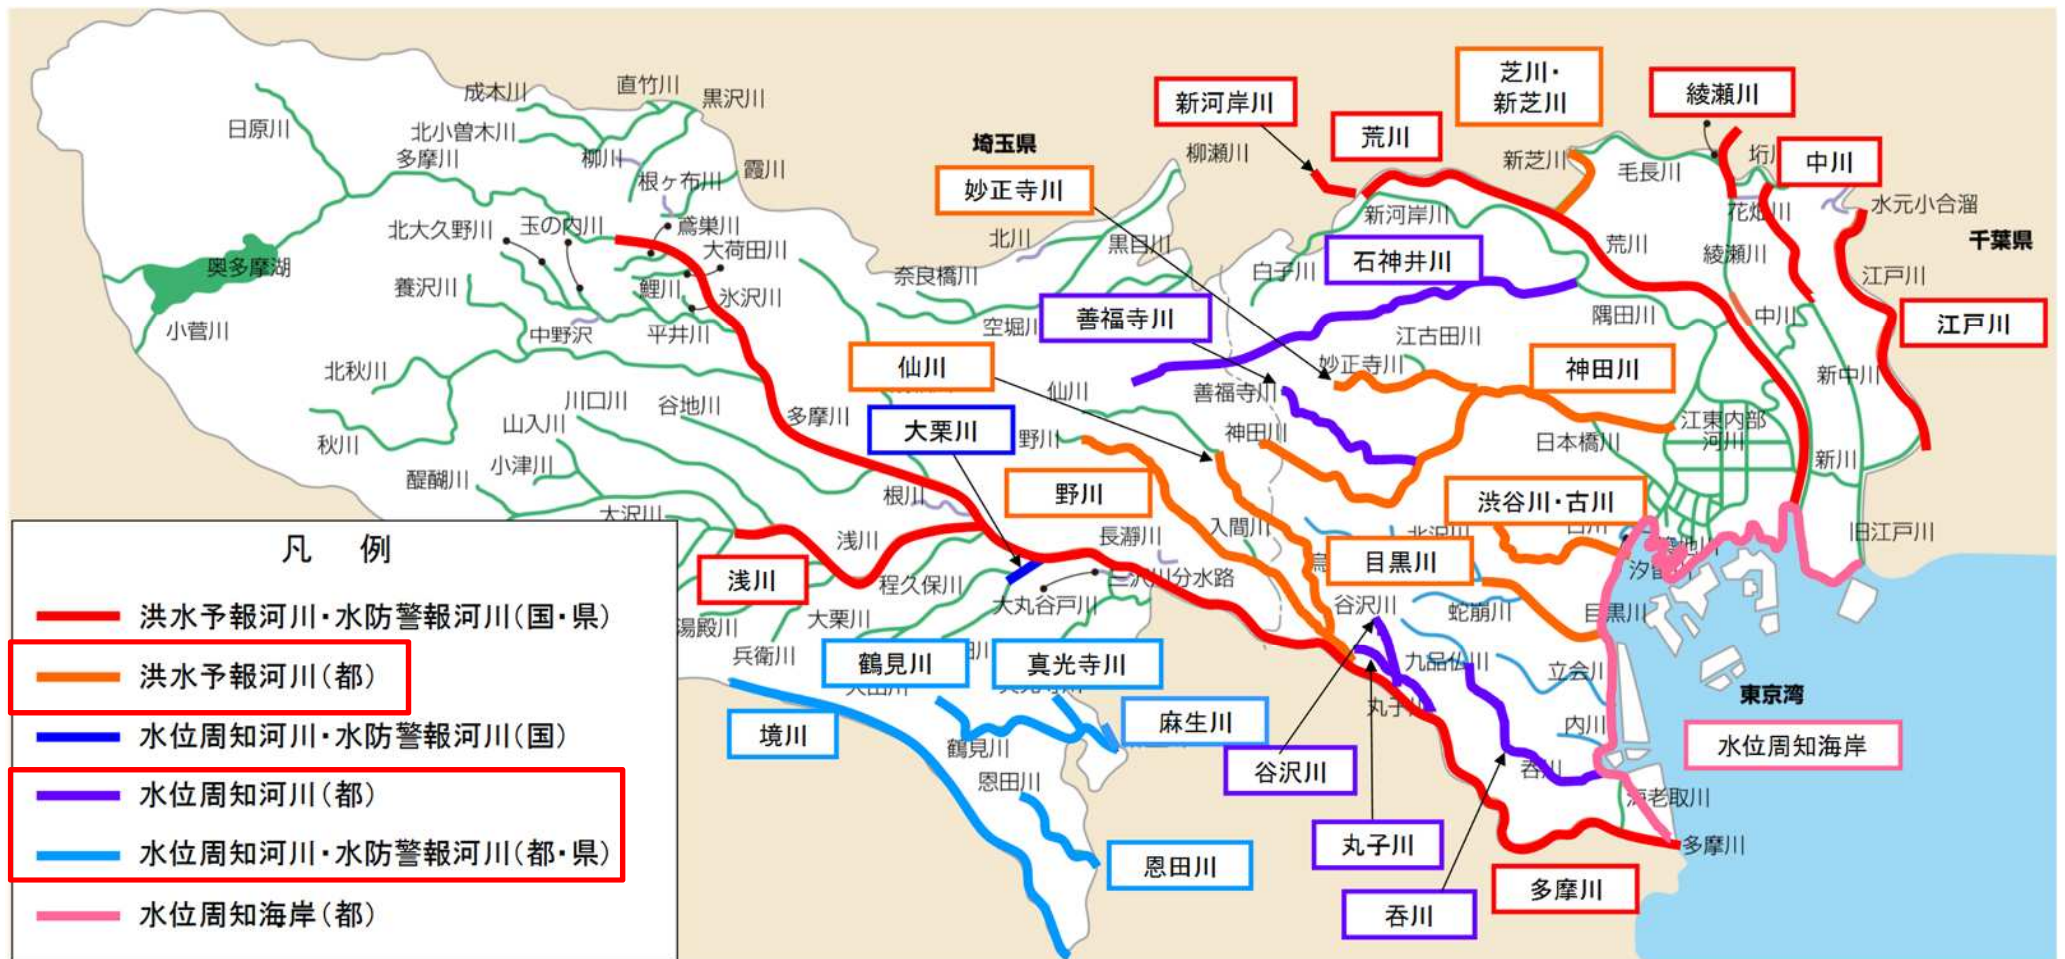 芝川・
新芝川
綾瀬川
新河岸川
荒川
中川
埼玉県
妙正寺川
成木川
直竹川
黒沢川
日原川
北小曽木川
多摩川
柳川
根ヶ布川
霞川
柳瀬川
新芝川
毛長川
花畑川
水元小合溜
千葉県
北大久野川
玉の内川
鳶巣川
大荷田川
新河岸川
荒川
綾瀬川
北川
黒目川
白子川
石神井川
奥多摩湖
養沢川
鯉川
氷沢川
奈良橋川
江戸川
小菅川
中野沢
平井川
空堀川
善福寺川
隅田川
中川
江戸川
江古田川
北秋川
仙川
仙川
妙正寺川
神田川
新中川
川口川
谷地川
多摩川
善福寺川
山入川
大栗川
野川
神田川
江東内部
河川
日本橋川
秋川
小津川
新川
醍醐川
根川
野川
渋谷川・古川
大沢川
浅川
長瀞川
入間川
旧江戸川
目黒川
浅川
程久保川
三沢川分水路
大丸谷戸川
大栗川
湯殿川
兵衛川
谷沢川
蛇崩川
目黒川
鶴見川
真光寺川
九品仏川
立会川
東京湾
丸子川
境川
麻生川
鶴見川
内川
水位周知海岸
恩田川
谷沢川
呑川
海老取川
丸子川
多摩川
恩田川
多摩川
呑川
凡 例
洪水予報河川・水防警報河川(国・県)
洪水予報河川(都)
水位周知河川・水防警報河川(国)
水位周知河川(都)
水位周知河川・水防警報河川(都・県)
水位周知海岸(都)